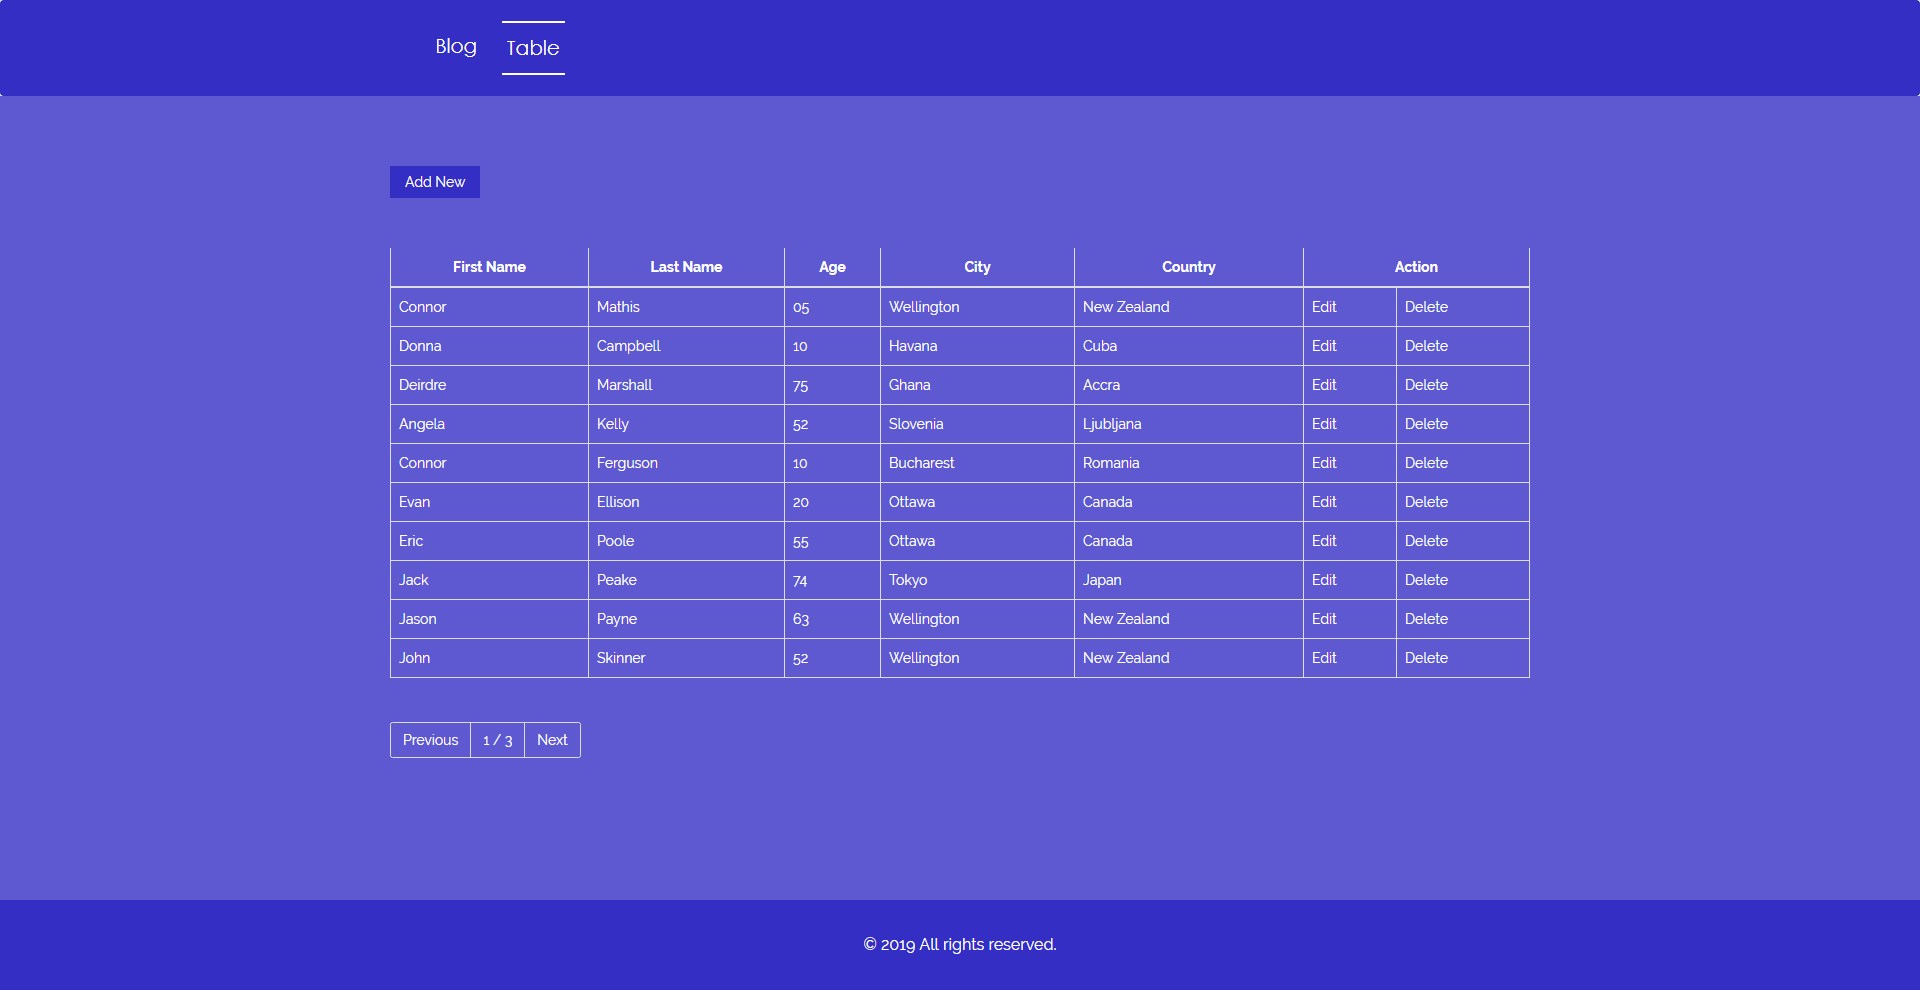 Blog Table
Add New
First Name Last Name Age City Country Action
Connor Mathis 05 Wellington New Zealand Edit Delete
Donna Campbell 10 Havana Cuba Edit Delete
Deirdre Marshall 75 Ghana Accra Edit Delete
Angela Kelly 52 Slovenia Ljubljana Edit Delete
Connor Ferguson 10 Bucharest Romania Edit Delete
Evan Ellison 20 Ottawa Canada Edit Delete
Eric Poole 55 Ottawa Canada Edit Delete
Jack Peake 74 Tokyo Japan Edit Delete
Jason Payne 63 Wellington New Zealand Edit Delete
John Skinner 52 Wellington New Zealand Edit Delete
Previous 1 / 3 Next
© 2019 All rights reserved.